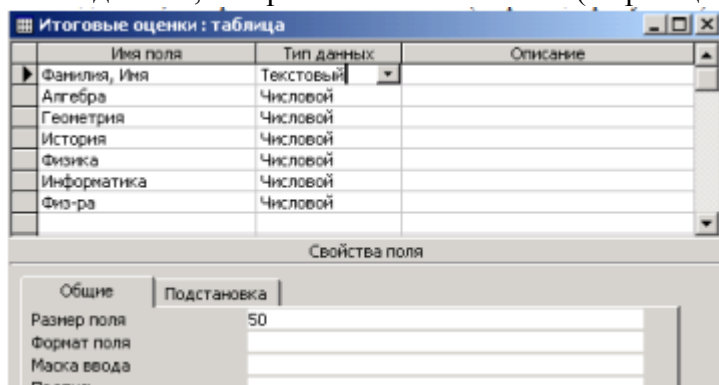 Итоговые оценки : таблица
Имя поля Тип данных Описание
Фамилия, Имя Текстовый
Алгебра Числовой
Геометрия Числовой
История Числовой
Физика Числовой
Информатика Числовой
Физ-ра Числовой
Свойства поля
Общие Подстановка
Размер поля 50
Формат поля
Маска ввода